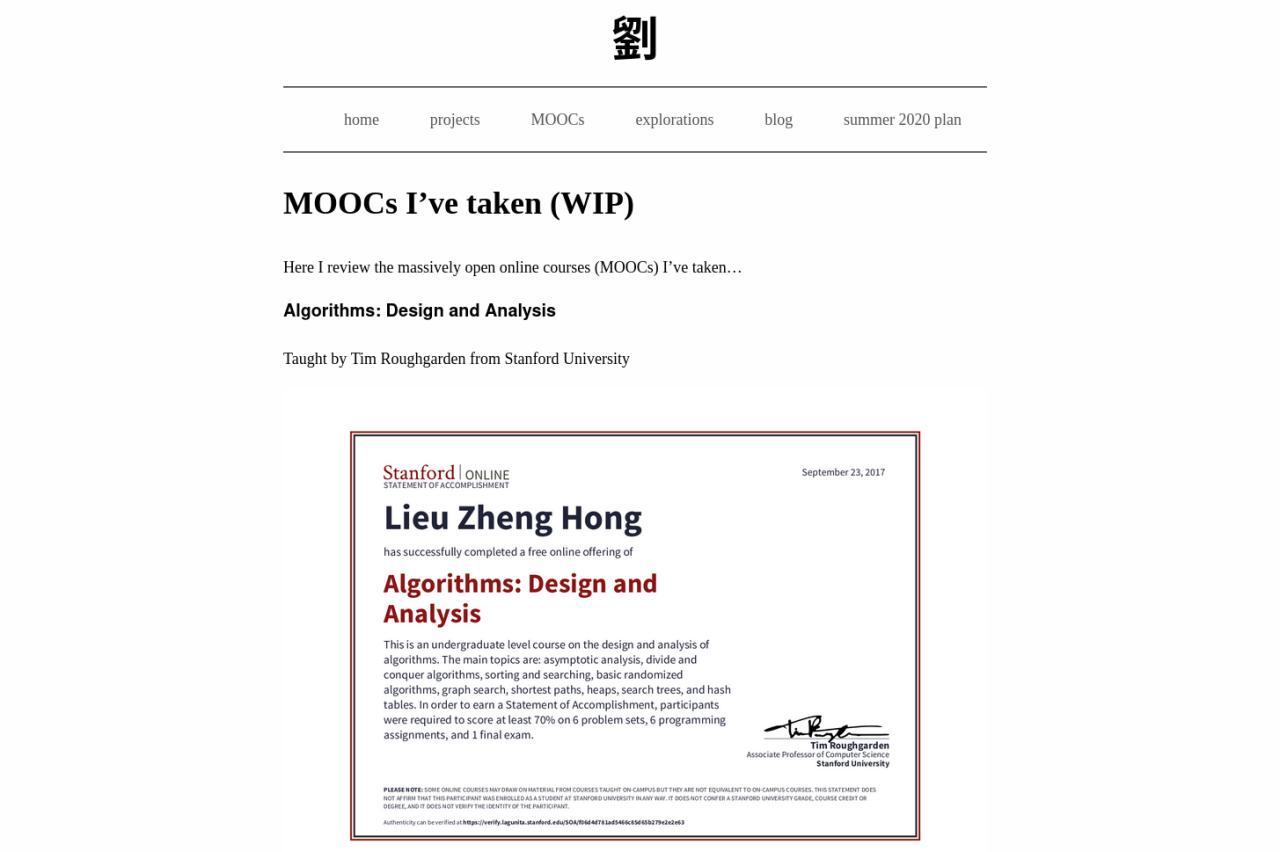 劉
home projects MOOCs explorations blog summer 2020 plan
MOOCs I’ve taken (WIP)
Here I review the massively open online courses (MOOCs) I’ve taken…
Algorithms: Design and Analysis
Taught by Tim Roughgarden from Stanford University
Stanford | ONLINE
September 23, 2017
STATEMENT OF ACCOMPLISHMENT
Lieu Zheng Hong
has successfully completed a free online offering of
Algorithms: Design and
Analysis
This is an undergraduate level course on the design and analysis of
algorithms. The main topics are: asymptotic analysis, divide and
conquer algorithms, sorting and searching, basic randomized
algorithms, graph search, shortest paths, heaps, search trees, and hash
tables. In order to earn a Statement of Accomplishment, participants
were required to score at least 70% on 6 problem sets, 6 programming
assignments, and 1 final exam.
Tim Roughgarden
Associate Professor of Computer Science
Stanford University
PLEASE NOTE: SOME ONLINE COURSES MAY DRAW ON MATERIAL FROM COURSES TAUGHT ON-CAMPUS BUT THEY ARE NOT EQUIVALENT TO ON-CAMPUS COURSES. THIS STATEMENT DOES
NOT AFFIRM THAT THIS PARTICIPANT WAS ENROLLED AS A STUDENT AT STANFORD UNIVERSITY IN ANY WAY. IT DOES NOT CONFER A STANFORD UNIVERSITY GRADE, COURSE CREDIT OR
DEGREE, AND IT DOES NOT VERIFY THE IDENTITY OF THE PARTICIPANT.
Authenticity can be verified at